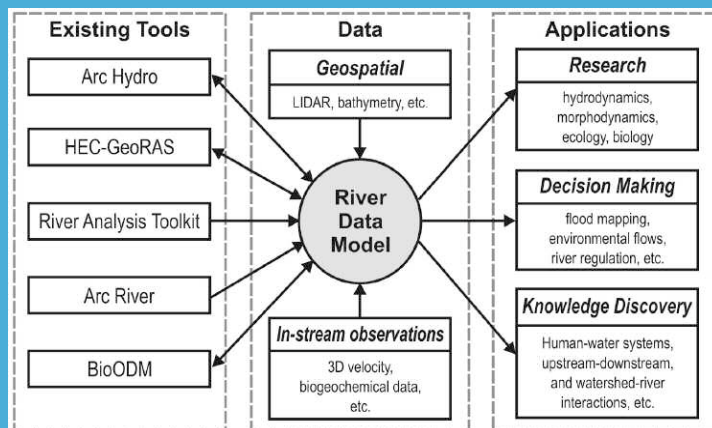 Existing Tools
Arc Hydro
HEC-GeoRAS
River Analysis Toolkit
Arc River
BioODM
Data
Geospatial
LIDAR, bathymetry, etc.
River
Data
Model
In-stream observations
3D velocity,
biogeochemical data,
etc.
Applications
Research
hydrodynamics,
morphodynamics,
ecology, biology
Decision Making
flood mapping,
environmental flows,
river regulation, etc.
Knowledge Discovery
Human-water systems,
upstream-downstream,
and watershed-river
interactions, etc.